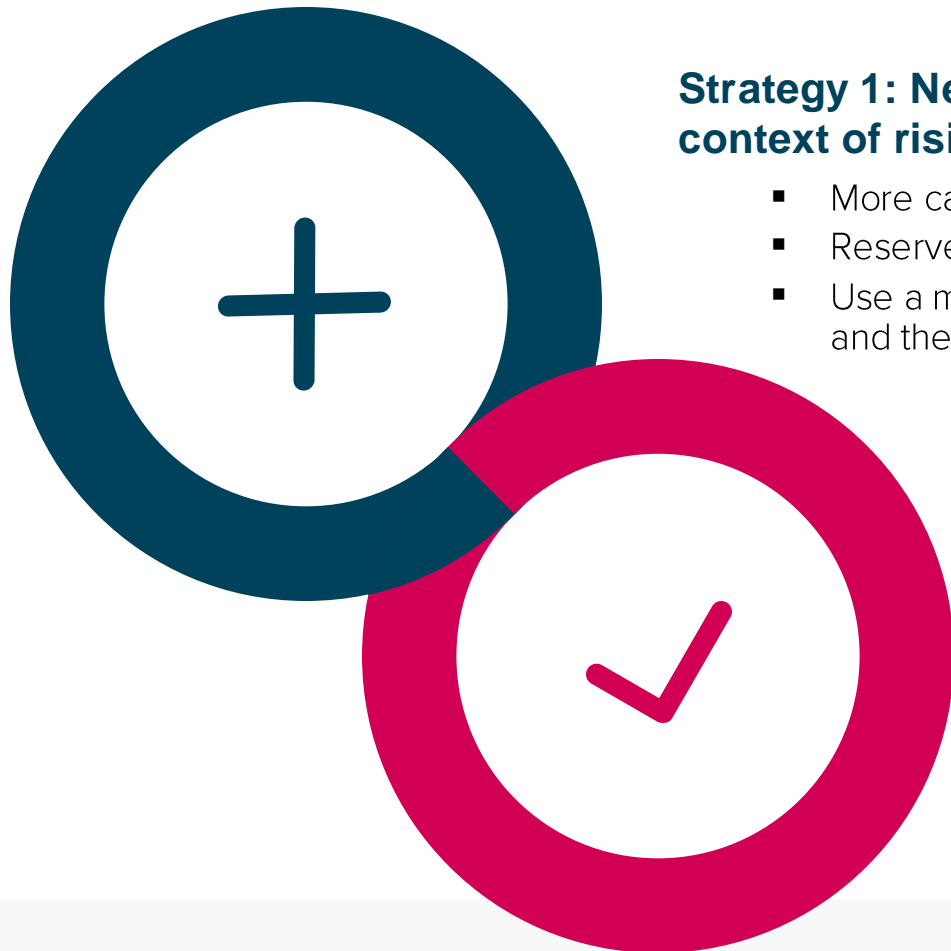 Strategy 1: Ne
context of risi
▪ More ca
▪ Reserve
▪ Use a m
and the